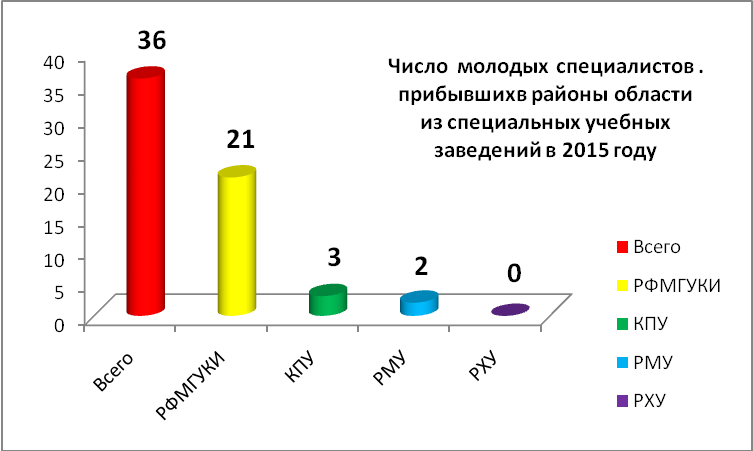 Число молодых специалистов .
прибывшихв районы области
из специальных учебных
заведений в 2015 году
40
35
30
25
20
15
10
5
0
36
21
3
2
0
Всего
РФМГУКИ
КПУ
РМУ
РХУ
Всего
РФМГУКИ
КПУ
РМУ
РХУ